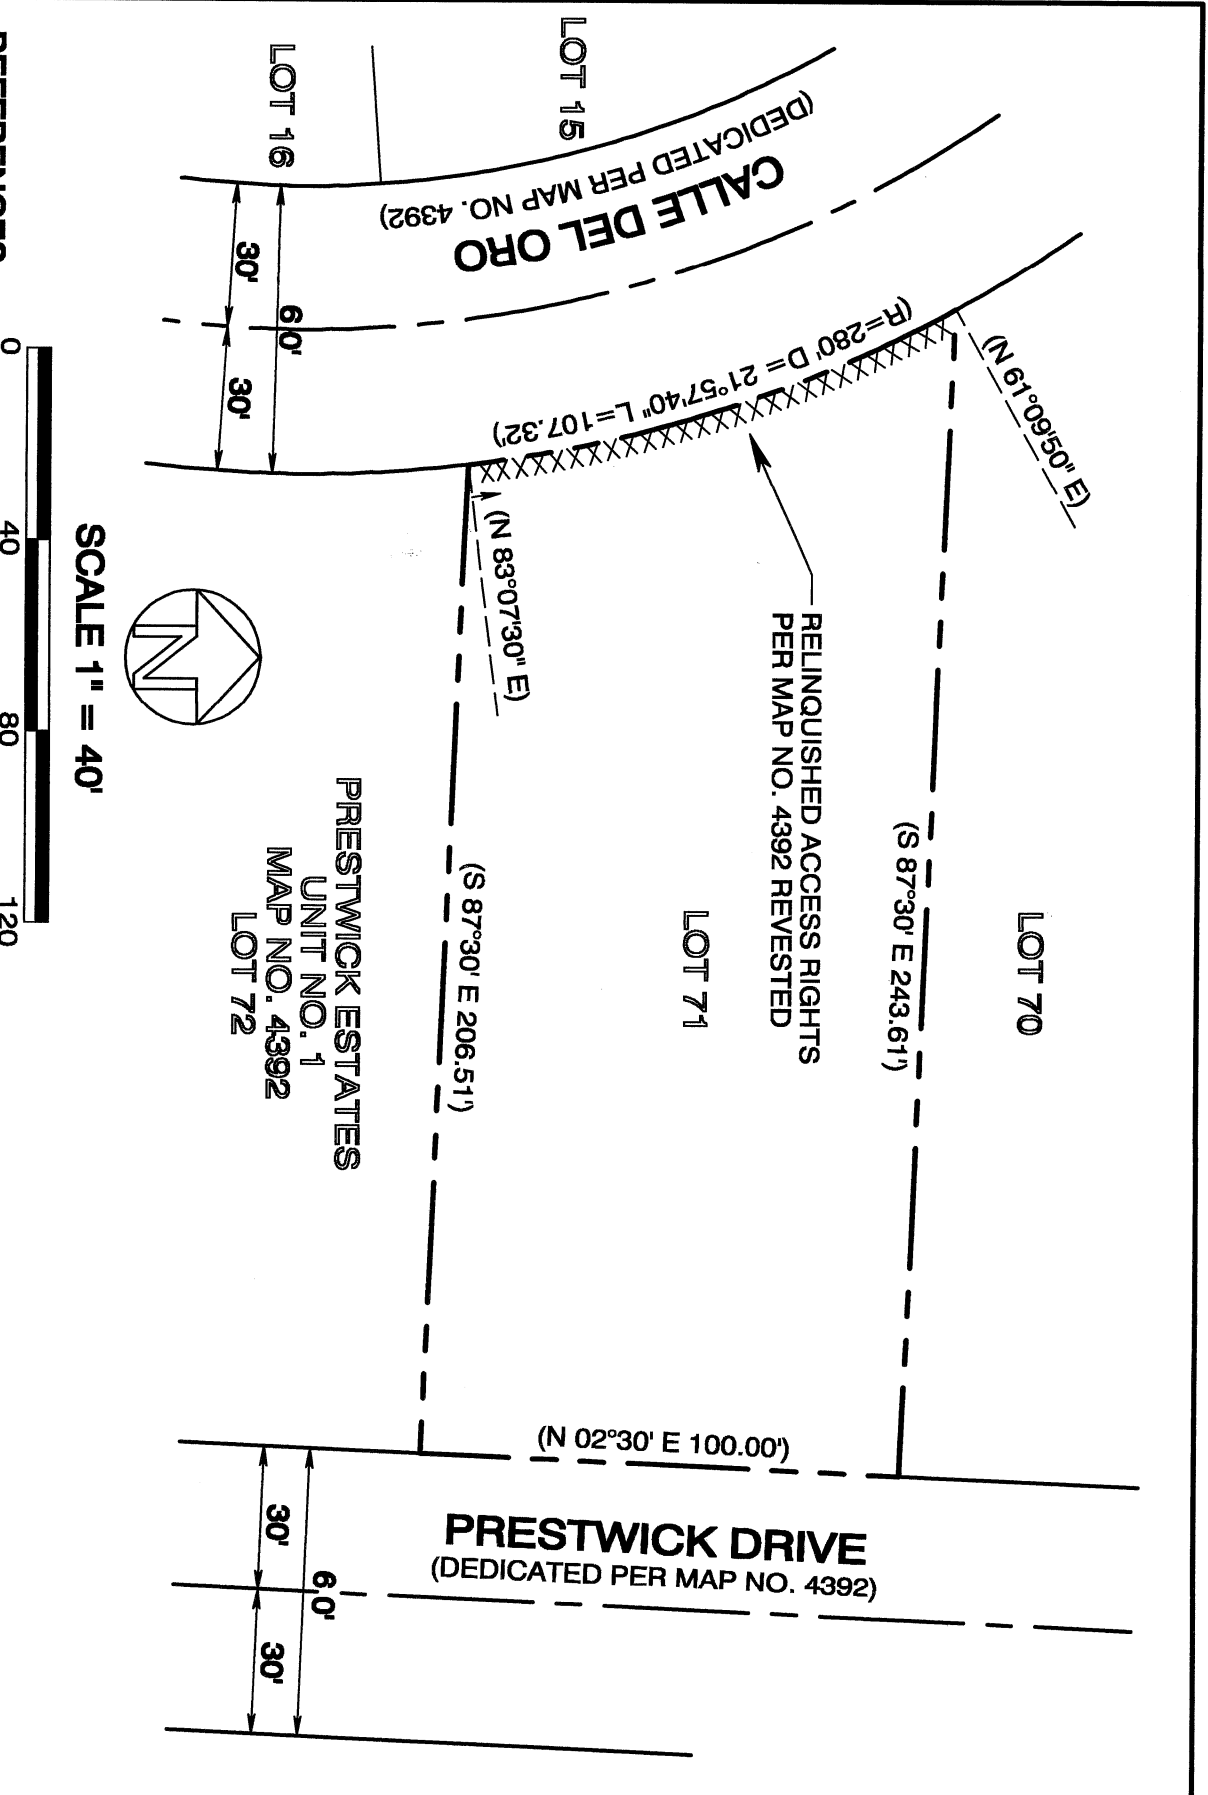 LOT 15
LOT 16
(DEDICATED PER MAP NO. 4392)
CALLE DEL ORO
30'
60'
30'
(R=280' D= 21°57'40" L=107.32')
(N 61°09'50" E)
(N 83°07'30" E)
RELINQUISHED ACCESS RIGHTS
PER MAP NO. 4392 REVESTED
LOT 70
(S 87°30' E 243.61')
LOT 71
(S 87°30' E 206.51')
PRESTWICK ESTATES
UNIT NO. 1
MAP NO. 4392
LOT 72
(N 02°30' E 100.00')
PRESTWICK DRIVE
(DEDICATED PER MAP NO. 4392)
30'
60'
30'
N
SCALE 1" = 40'
0 40 80 120